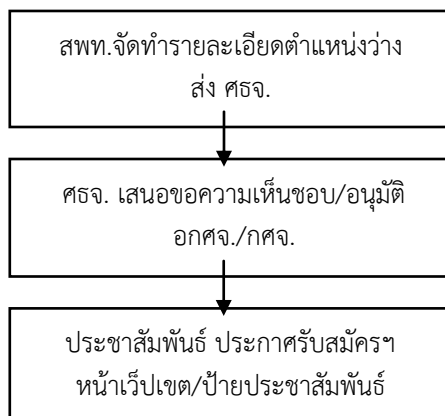 สพท.จัดทำรายละเอียดตำแหน่งว่าง
ส่ง ศธจ.
ศธจ. เสนอขอความเห็นชอบ/อนุมัติ
อกศจ./กศจ.
ประชาสัมพันธ์ ประกาศรับสมัครฯ
หน้าเว็ปเขต/ป้ายประชาสัมพันธ์